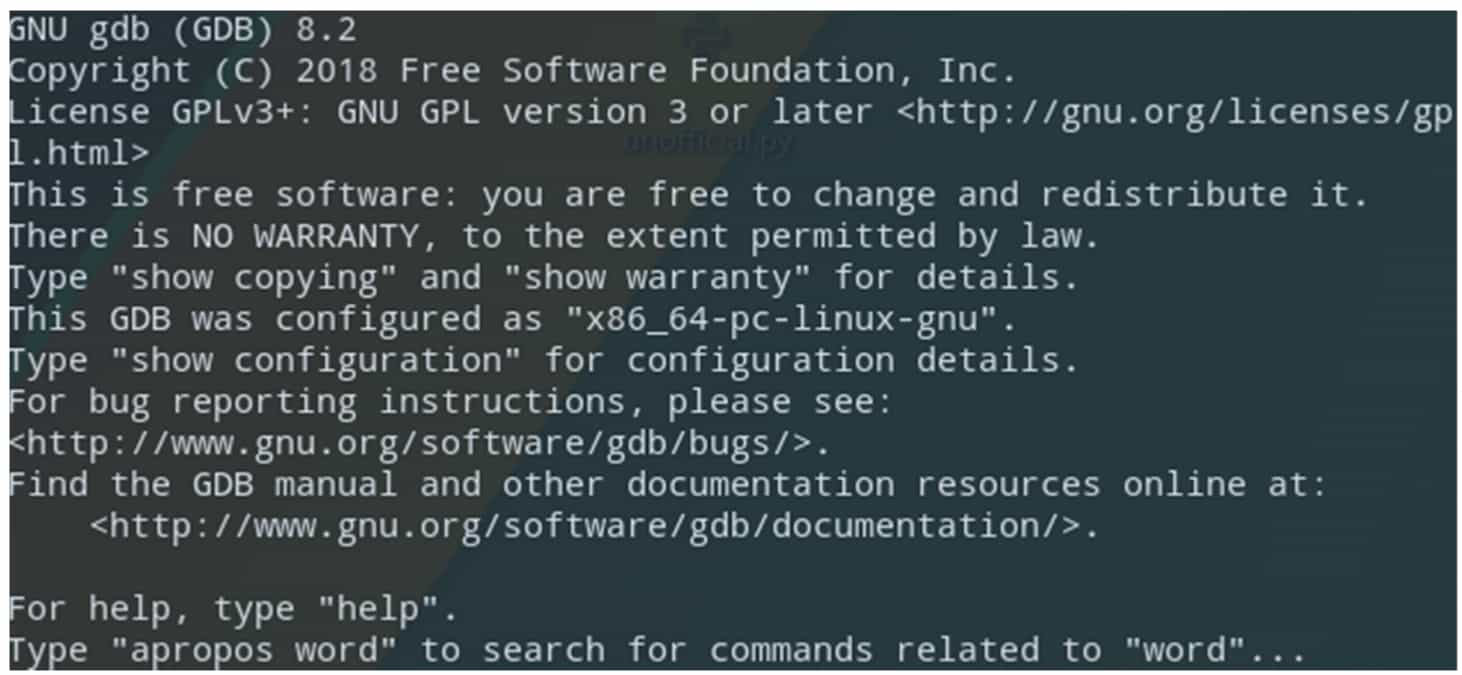 GNU gdb (GDB) 8.2
Copyright (C) 2018 Free Software Foundation, Inc.
License GPLv3+: GNU GPL version 3 or later <http://gnu.org/licenses/gp
l.html>
unofficial.py
This is free software: you are free to change and redistribute it.
There is NO WARRANTY, to the extent permitted by law.
Type "show copying" and "show warranty" for details.
This GDB was configured as "x86_64-pc-linux-gnu".
Type "show configuration" for configuration details.
For bug reporting instructions, please see:
<http://www.gnu.org/software/gdb/bugs/>.
Find the GDB manual and other documentation resources online at:
    <http://www.gnu.org/software/gdb/documentation/>.
For help, type "help".
Type "apropos word" to search for commands related to "word"...